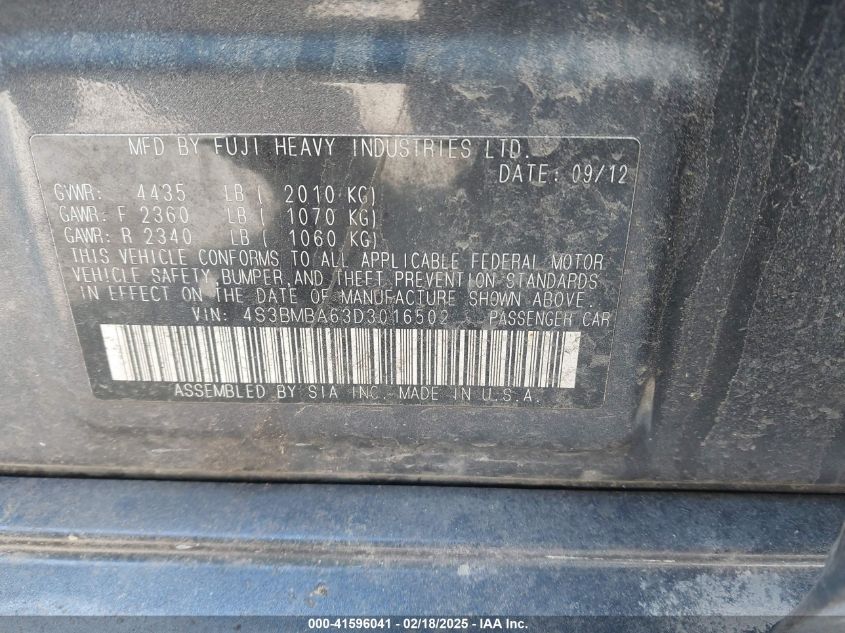 MFD BY FUJI HEAVY INDUSTRIES LTD.
DATE: 09/12
GVWR: 4435 LB ( 2010 KG)
GAWR: F 2360 LB ( 1070 KG)
GAWR: R 2340 LB ( 1060 KG)
THIS VEHICLE CONFORMS TO ALL APPLICABLE FEDERAL MOTOR
VEHICLE SAFETY, BUMPER, AND THEFT PREVENTION STANDARDS
IN EFFECT ON THE DATE OF MANUFACTURE SHOWN ABOVE.
VIN: 4S3BMBA63D3016502 PASSENGER CAR
ASSEMBLED BY SIA INC. MADE IN U.S.A.
000-41596041 - 02/18/2025 - IAA Inc.